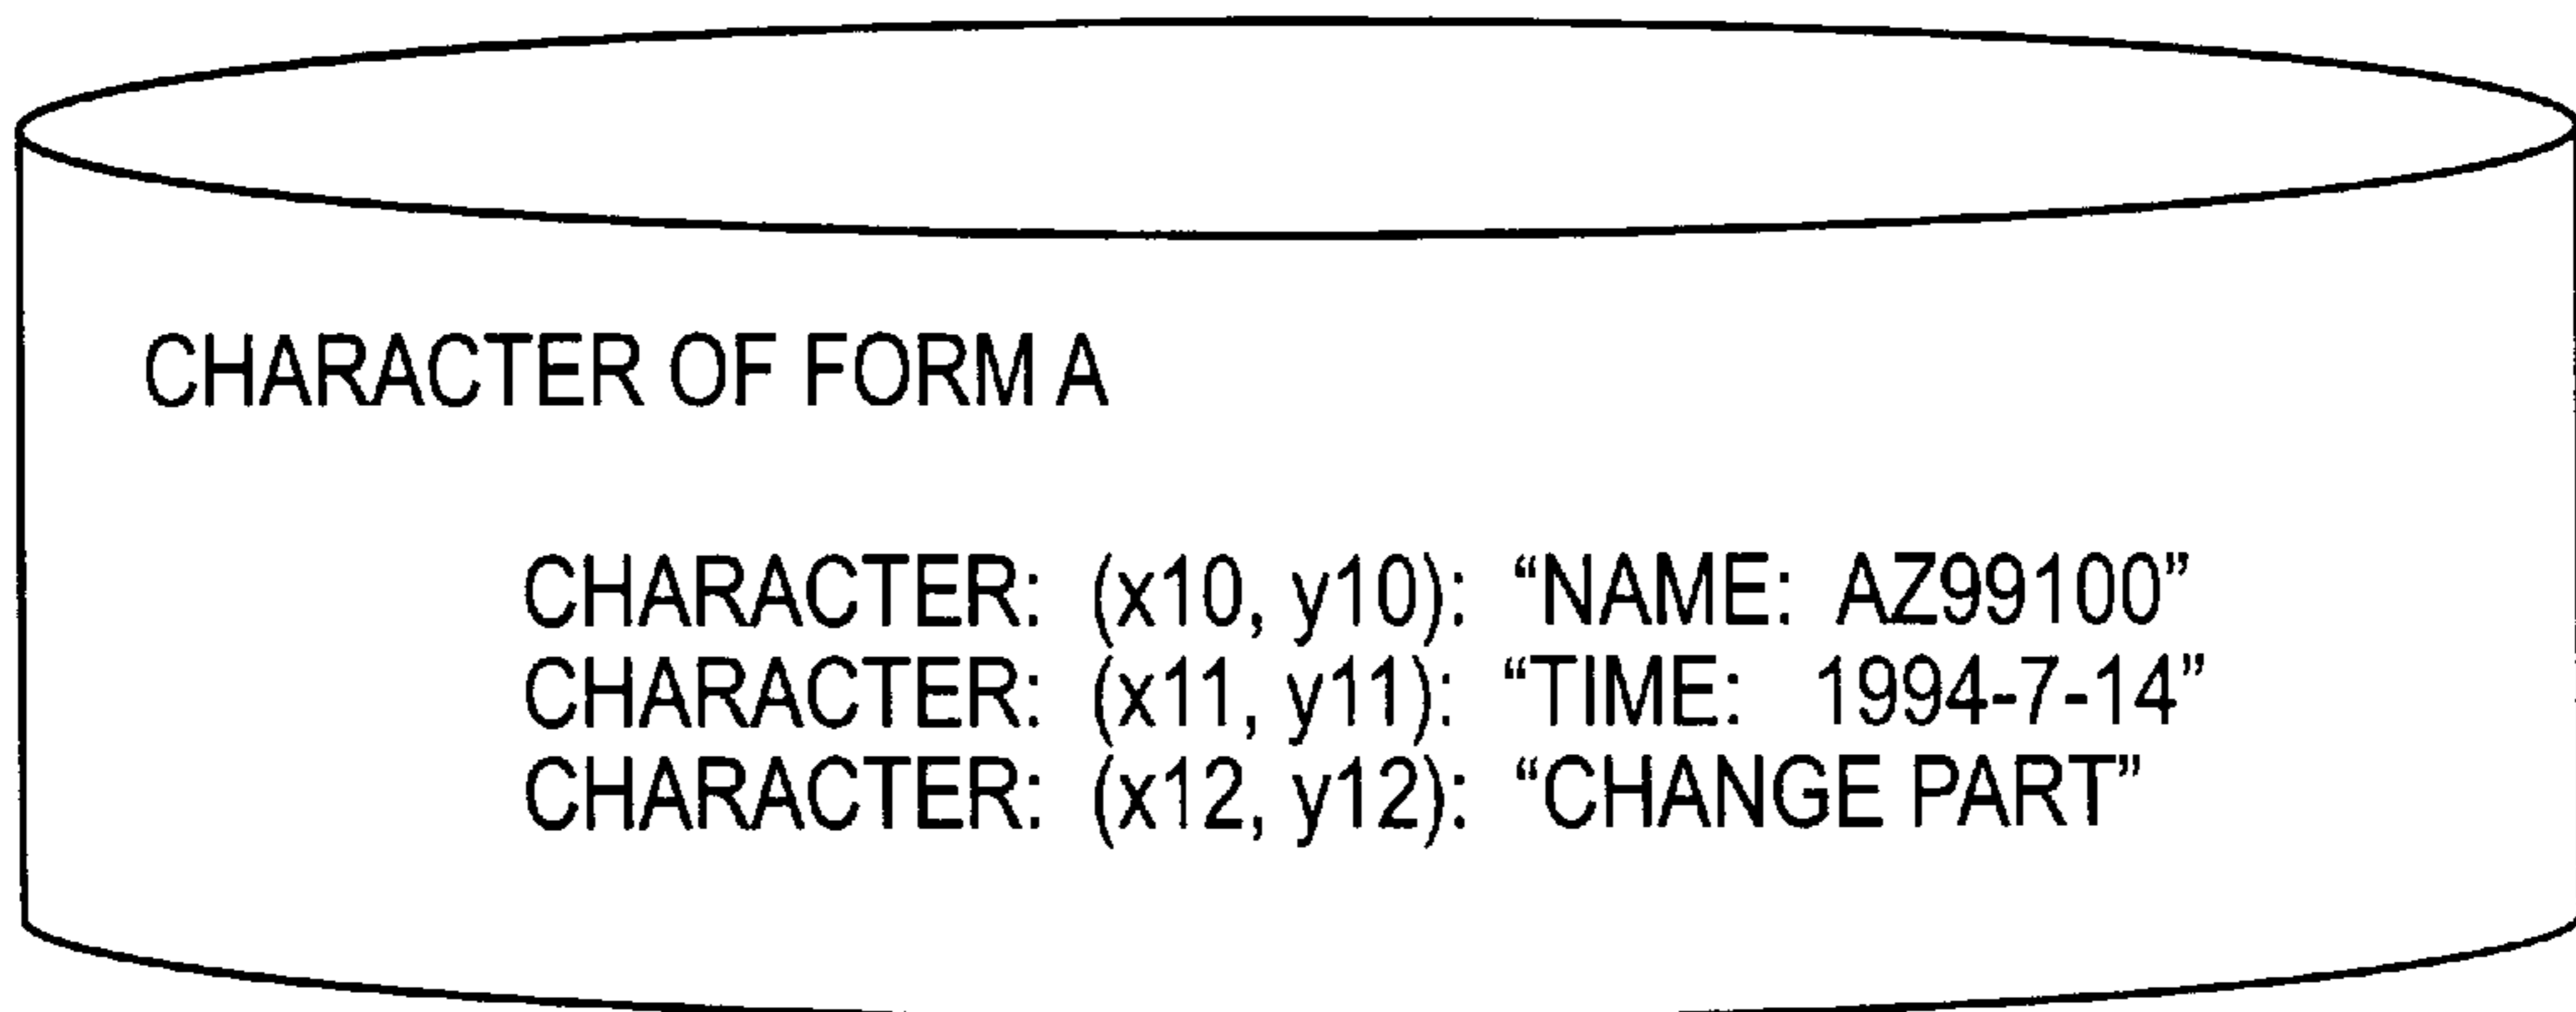 CHARACTER OF FORM A
CHARACTER: (x10, y10): “NAME: AZ99100”
CHARACTER: (x11, y11): “TIME: 1994-7-14”
CHARACTER: (x12, y12): “CHANGE PART”